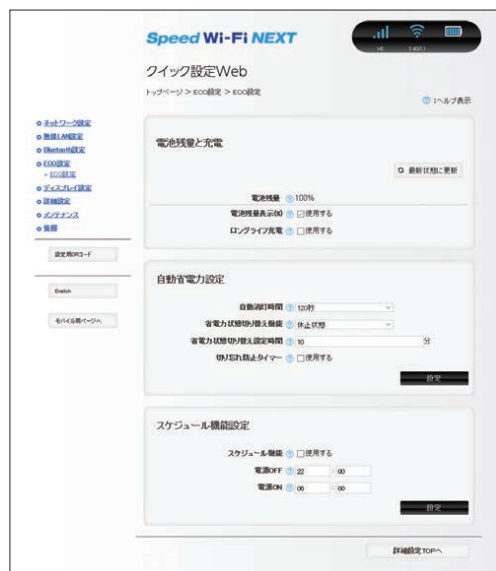 Speed Wi-Fi NEXT
クイック設定Web
トップページ > ECO設定 > ECO設定
ヘルプ表示
ネットワーク設定
無線LAN設定
Bluetooth設定
ECO設定
- ECO設定
ディスプレイ設定
詳細設定
メンテナンス
情報
設定用QRコード
English
モバイル用ページへ
電池残量と充電
最新状態に更新
電池残量 ? 100%
電池残量表示(%) ? 使用する
ロングライフ充電 ? 使用する
自動省電力設定
自動消灯時間 ? 120秒
省電力状態切り替え機能 ? 休止状態
省電力状態切り替え設定時間 ? 10 分
切り忘れ防止タイマー ? 使用する
設定
スケジュール機能設定
スケジュール機能 ? 使用する
電源OFF ? 22 : 00
電源ON ? 06 : 00
設定
詳細設定TOPへ